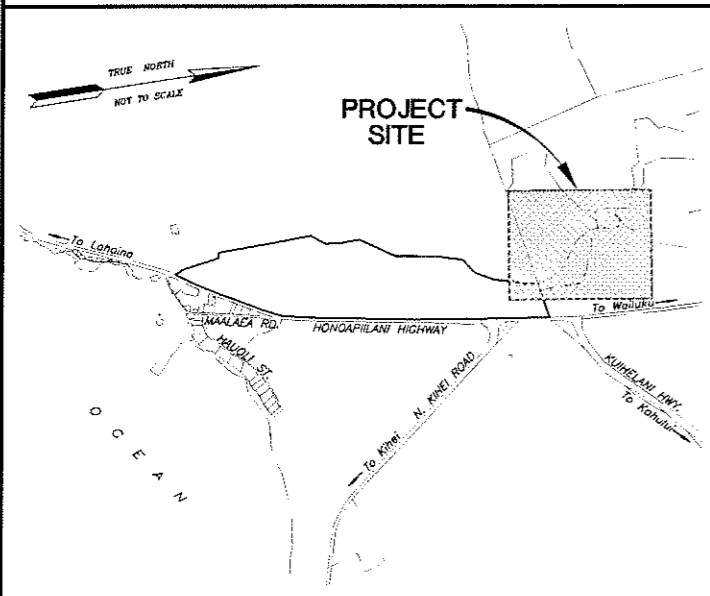 TRUE NORTH
NOT TO SCALE
PROJECT
SITE
To Lahaina
To Wailuku
MAALAEA RD.
HONOAPIILANI HIGHWAY
HAUOLI ST.
KUIHELANI HWY.
To Kahului
N. KIHEI ROAD
To Kihei
OCEAN